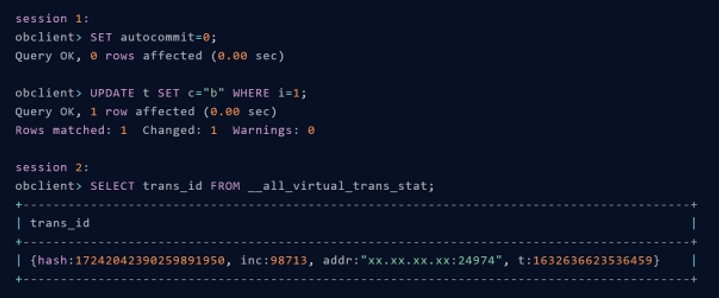 session 1:
obclient> SET autocommit=0;
Query OK, 0 rows affected (0.00 sec)
obclient> UPDATE t SET c="b" WHERE i=1;
Query OK, 1 row affected (0.00 sec)
Rows matched: 1  Changed: 1  Warnings: 0
session 2:
obclient> SELECT trans_id FROM __all_virtual_trans_stat;
+-----------------------------------------------------------------------------------------+
| trans_id |
+-----------------------------------------------------------------------------------------+
| {hash:17242042390259891950, inc:98713, addr:"xx.xx.xx.xx:24974", t:1632636623536459} |
+-----------------------------------------------------------------------------------------+